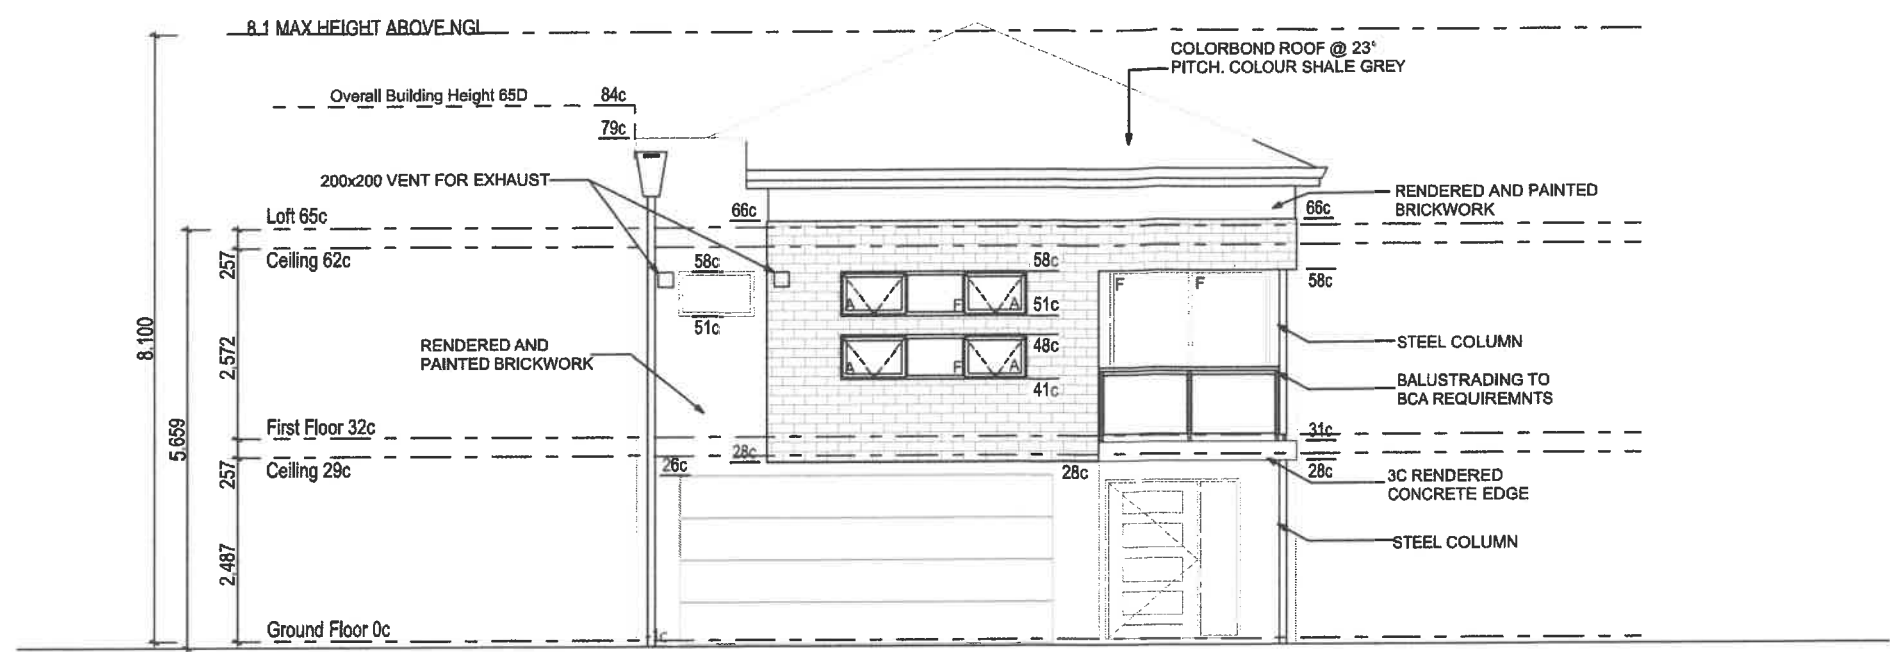 8.1 MAX HEIGHT ABOVE NGL
COLORBOND ROOF @ 23°
PITCH. COLOUR SHALE GREY
Overall Building Height 65D
84c
79c
200x200 VENT FOR EXHAUST
RENDERED AND PAINTED
BRICKWORK
Loft 65c
66c
66c
257
Ceiling 62c
58c
58c
58c
F
F
A
F
A
51c
51c
8.100
2,572
RENDERED AND
PAINTED BRICKWORK
48c
STEEL COLUMN
A
F
A
41c
BALUSTRADING TO
BCA REQUIREMNTS
5,659
First Floor 32c
31c
28c
26c
28c
28c
257
Ceiling 29c
3C RENDERED
CONCRETE EDGE
STEEL COLUMN
2,487
Ground Floor 0c
-1c